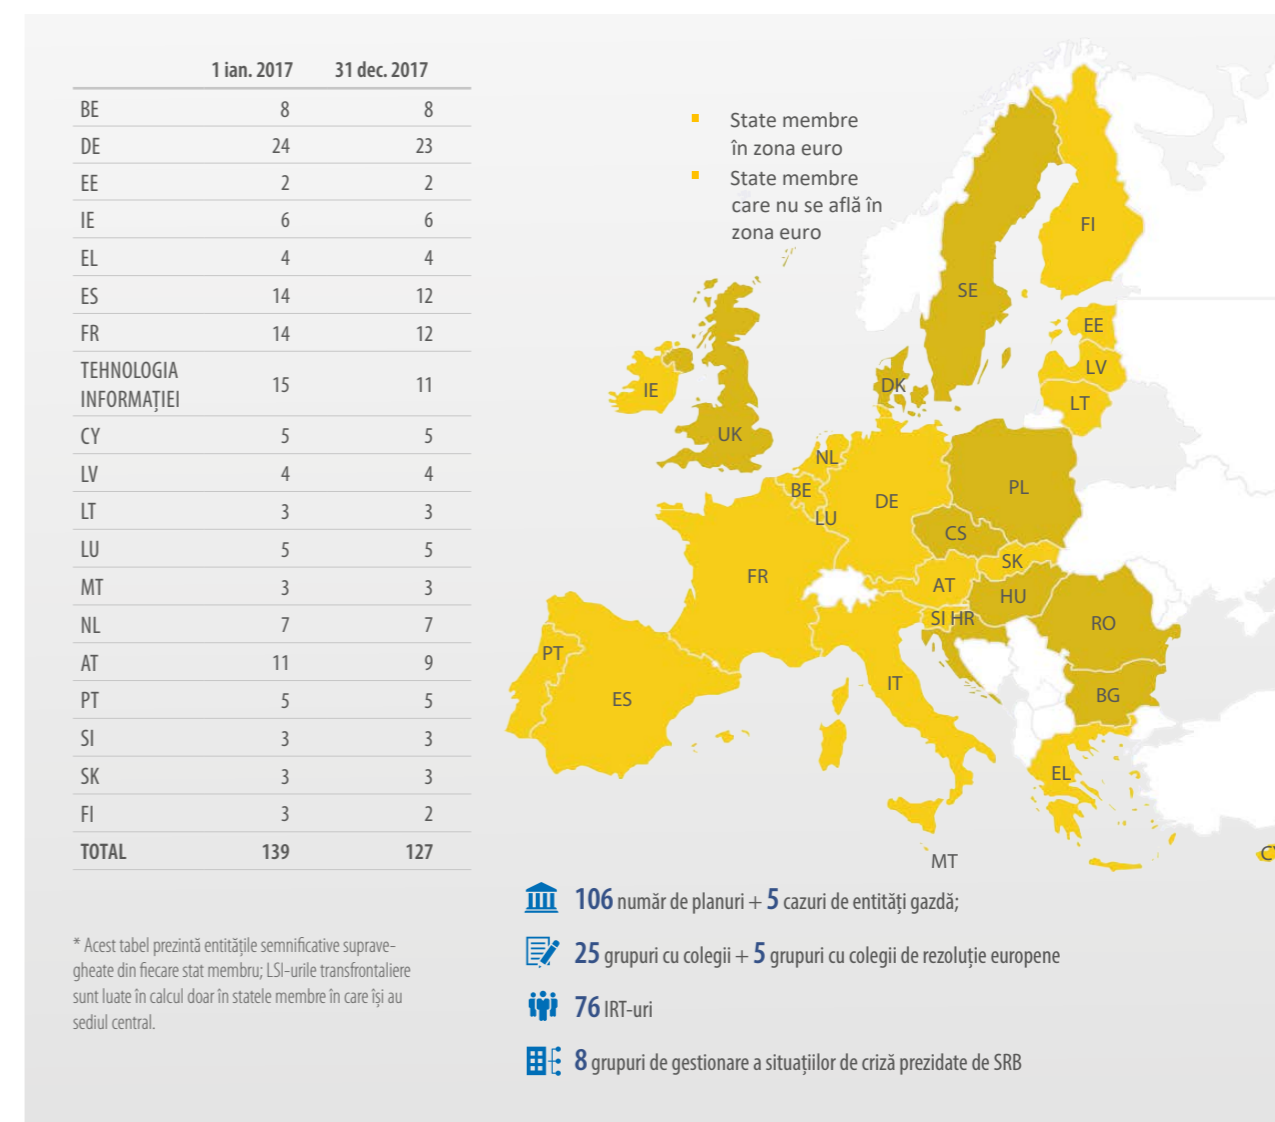 1 ian. 2017 31 dec. 2017
BE 8 8
DE 24 23
EE 2 2
IE 6 6
EL 4 4
ES 14 12
FR 14 12
TEHNOLOGIA
INFORMAȚIEI 15 11
CY 5 5
LV 4 4
LT 3 3
LU 5 5
MT 3 3
NL 7 7
AT 11 9
PT 5 5
SI 3 3
SK 3 3
FI 3 2
TOTAL 139 127
* Acest tabel prezintă entitățile semnificative suprave-
gheate din fiecare stat membru; LSI-urile transfrontaliere
sunt luate în calcul doar în statele membre în care își au
sediul central.
State membre
în zona euro
State membre
care nu se află în
zona euro
FI
SE
EE
LV
LT
DK
IE
UK
NL
BE
LU
DE
PL
CS
SK
AT
HU
FR
SI HR
RO
PT
ES
IT
BG
EL
MT
CY
106 număr de planuri + 5 cazuri de entități gazdă;
25 grupuri cu colegii + 5 grupuri cu colegii de rezoluție europene
76 IRT-uri
8 grupuri de gestionare a situațiilor de criză prezidate de SRB